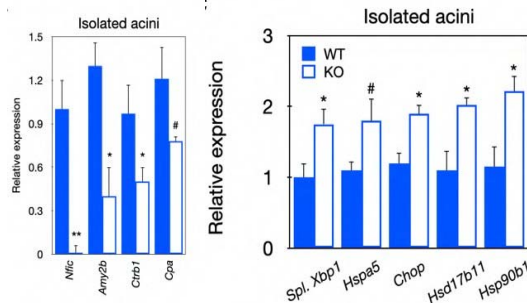 Isolated acini
Relative expression
1.5
1.2
0.9
0.6
0.3
0
**
*
*
#
Nfic
Amy2b
Ctrb1
Cpa
Isolated acini
Relative expression
3
2
1
0
WT
KO
*
#
*
*
*
Spl. Xbp1
Hspa5
Chop
Hsd17b11
Hsp90b1